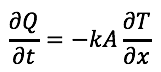 ∂Q/∂t = -kA ∂T/∂x